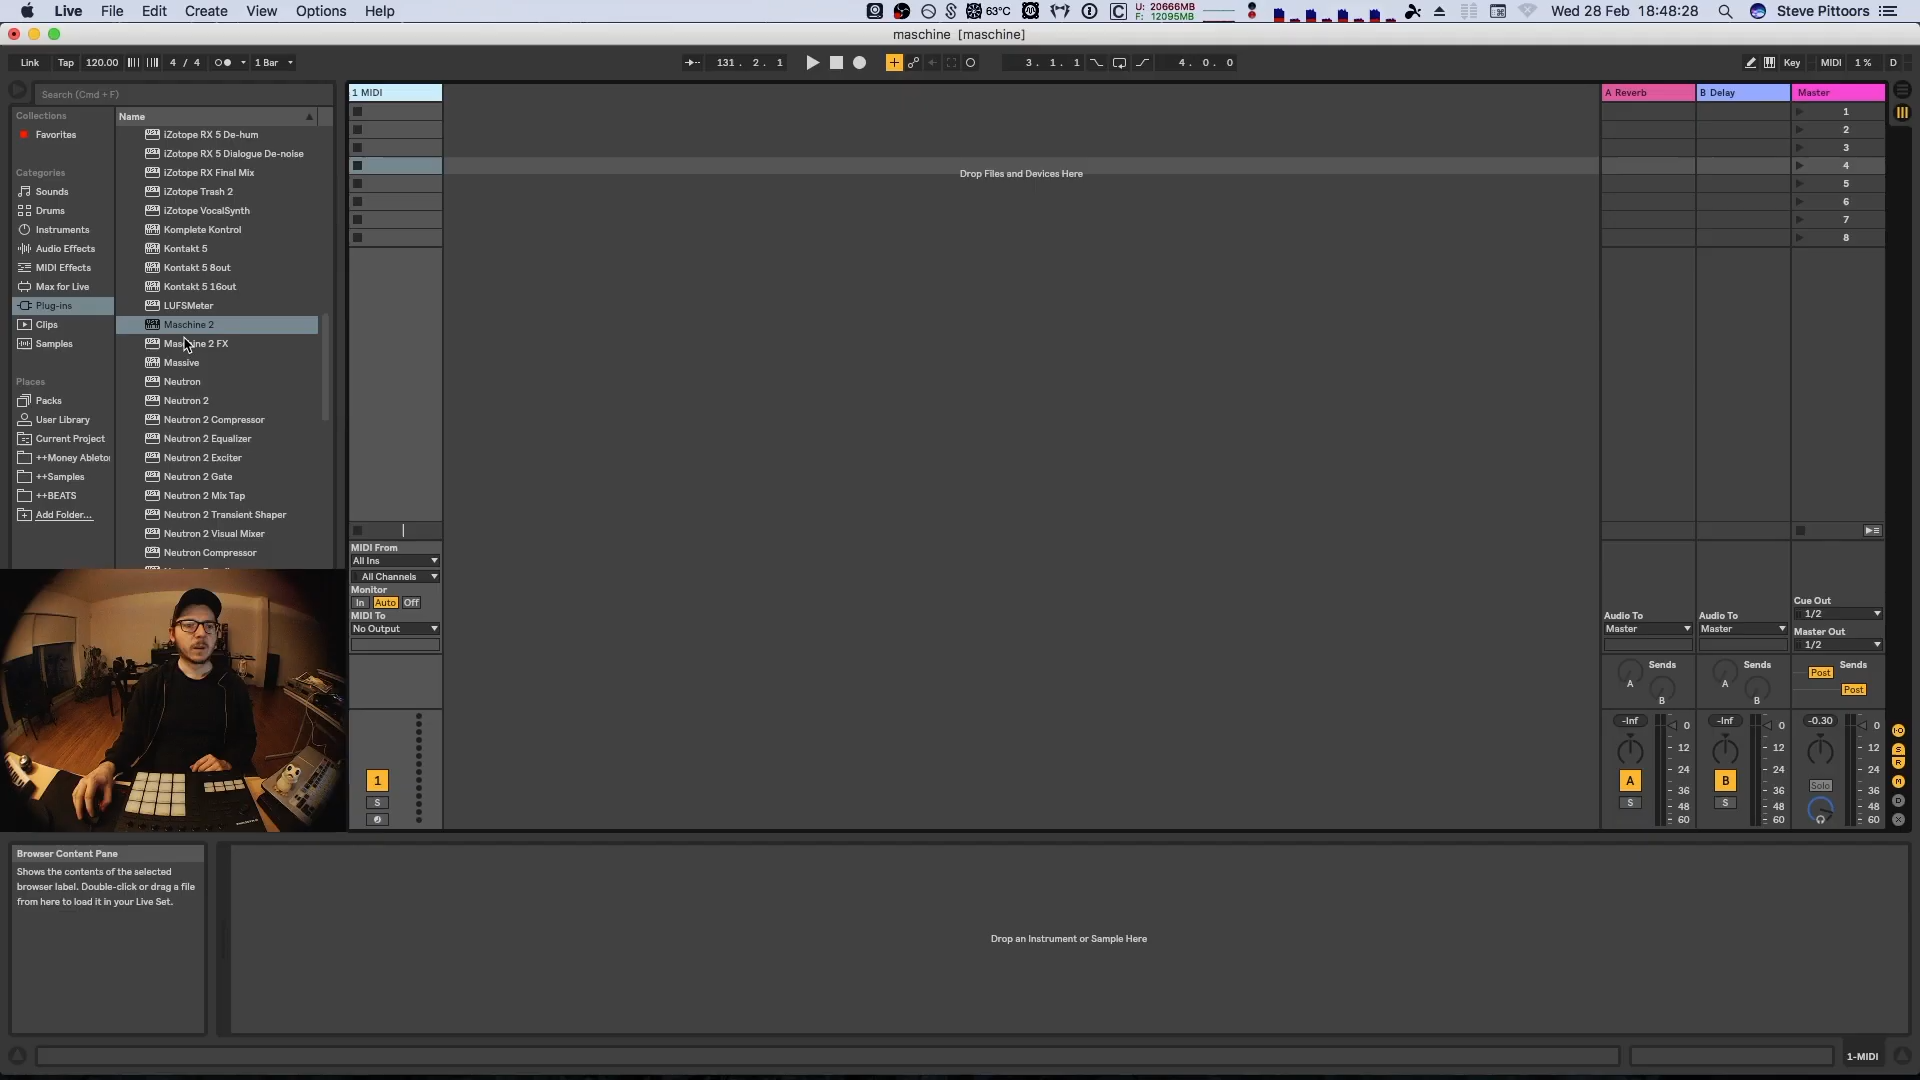 Live File Edit Create View Options Help
63°C
U: 20666MB
F: 12095MB
Wed 28 Feb 18:48:28
Steve Pittoors
maschine [maschine]
Link Tap 120.00 4 / 4 1 Bar
131. 2. 1
3. 1. 1
4. 0. 0
Key MIDI 1 % D
Search (Cmd + F)
Collections
Favorites
Categories
Sounds
Drums
Instruments
Audio Effects
MIDI Effects
Max for Live
Plug-ins
Clips
Samples
Places
Packs
User Library
Current Project
++Money Ableto
++Samples
++BEATS
Add Folder...
Name
iZotope RX 5 De-hum
iZotope RX 5 Dialogue De-noise
iZotope RX Final Mix
iZotope Trash 2
iZotope VocalSynth
Komplete Kontrol
Kontakt 5
Kontakt 5 8out
Kontakt 5 16out
LUFSMeter
Maschine 2
Maschine 2 FX
Massive
Neutron
Neutron 2
Neutron 2 Compressor
Neutron 2 Equalizer
Neutron 2 Exciter
Neutron 2 Gate
Neutron 2 Mix Tap
Neutron 2 Transient Shaper
Neutron 2 Visual Mixer
Neutron Compressor
1 MIDI
Drop Files and Devices Here
MIDI From
All Ins
All Channels
Monitor
In Auto Off
MIDI To
No Output
1
S
A Reverb
B Delay
Master
1
2
3
4
5
6
7
8
Audio To
Master
Sends
A
B
-Inf
0
12
24
36
48
60
A
S
Audio To
Master
Sends
A
B
-Inf
0
12
24
36
48
60
B
S
Cue Out
1/2
Master Out
1/2
Sends
Post
Post
-0.30
0
12
24
36
48
60
Solo
I·O
S
R
M
D
X
Browser Content Pane
Shows the contents of the selected
browser label. Double-click or drag a file
from here to load it in your Live Set.
Drop an Instrument or Sample Here
1-MIDI